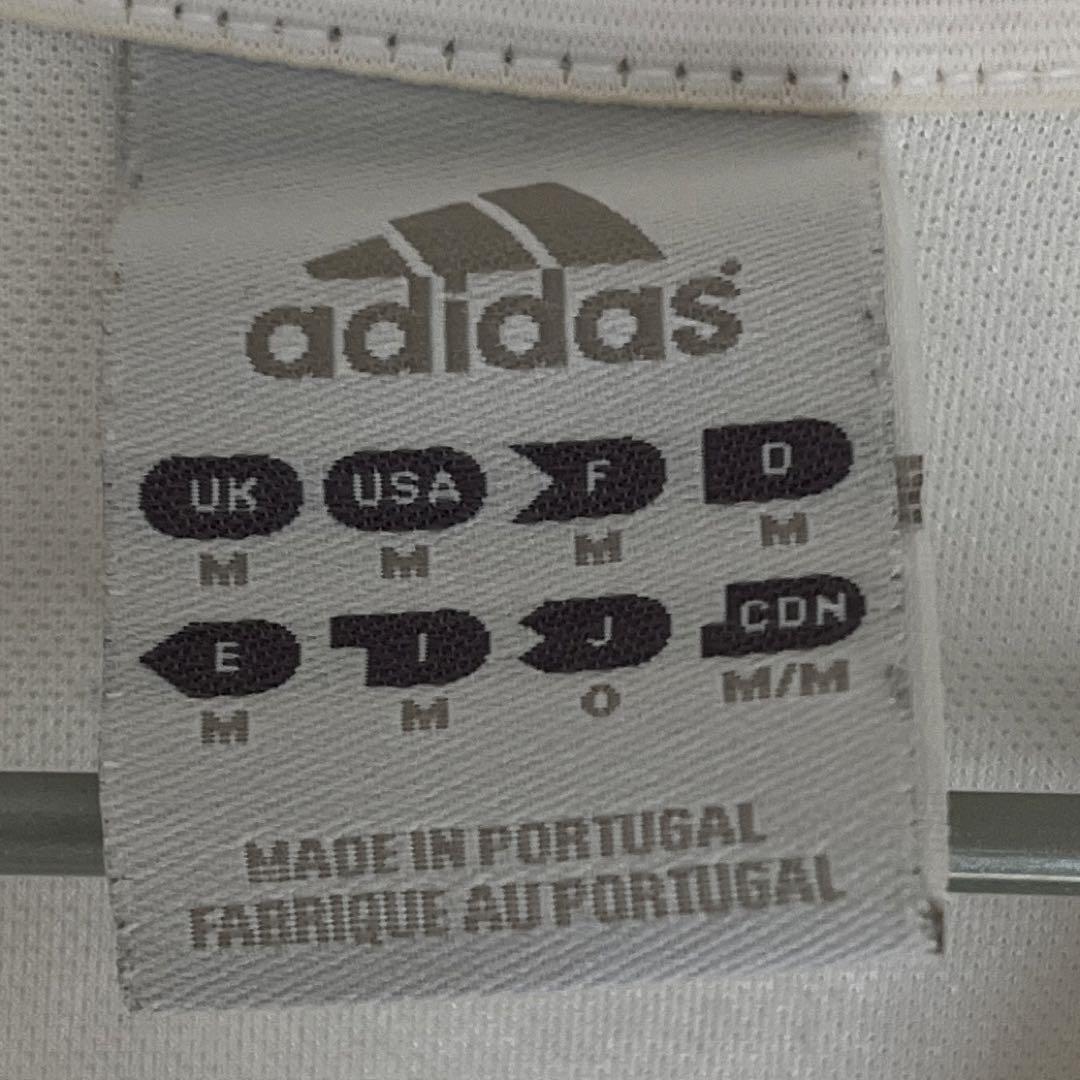 adidas
UK USA F D
M M M M
E I J CDN
M M O M/M
MADE IN PORTUGAL
FABRIQUE AU PORTUGAL